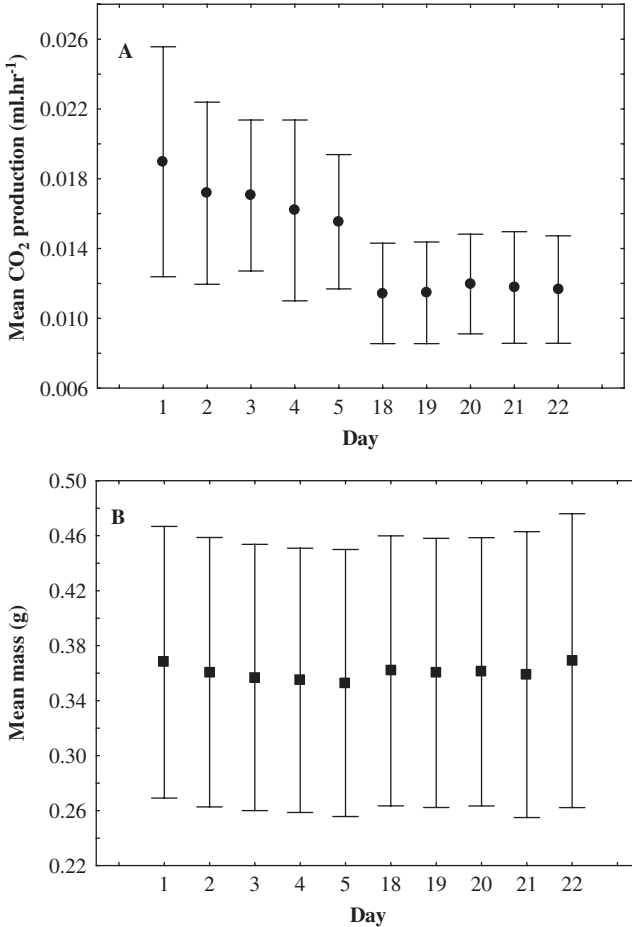 A
Mean CO₂ production (ml.hr⁻¹)
0.026
0.022
0.018
0.014
0.010
0.006
1 2 3 4 5 18 19 20 21 22
Day
B
Mean mass (g)
0.50
0.46
0.42
0.38
0.34
0.30
0.26
0.22
1 2 3 4 5 18 19 20 21 22
Day